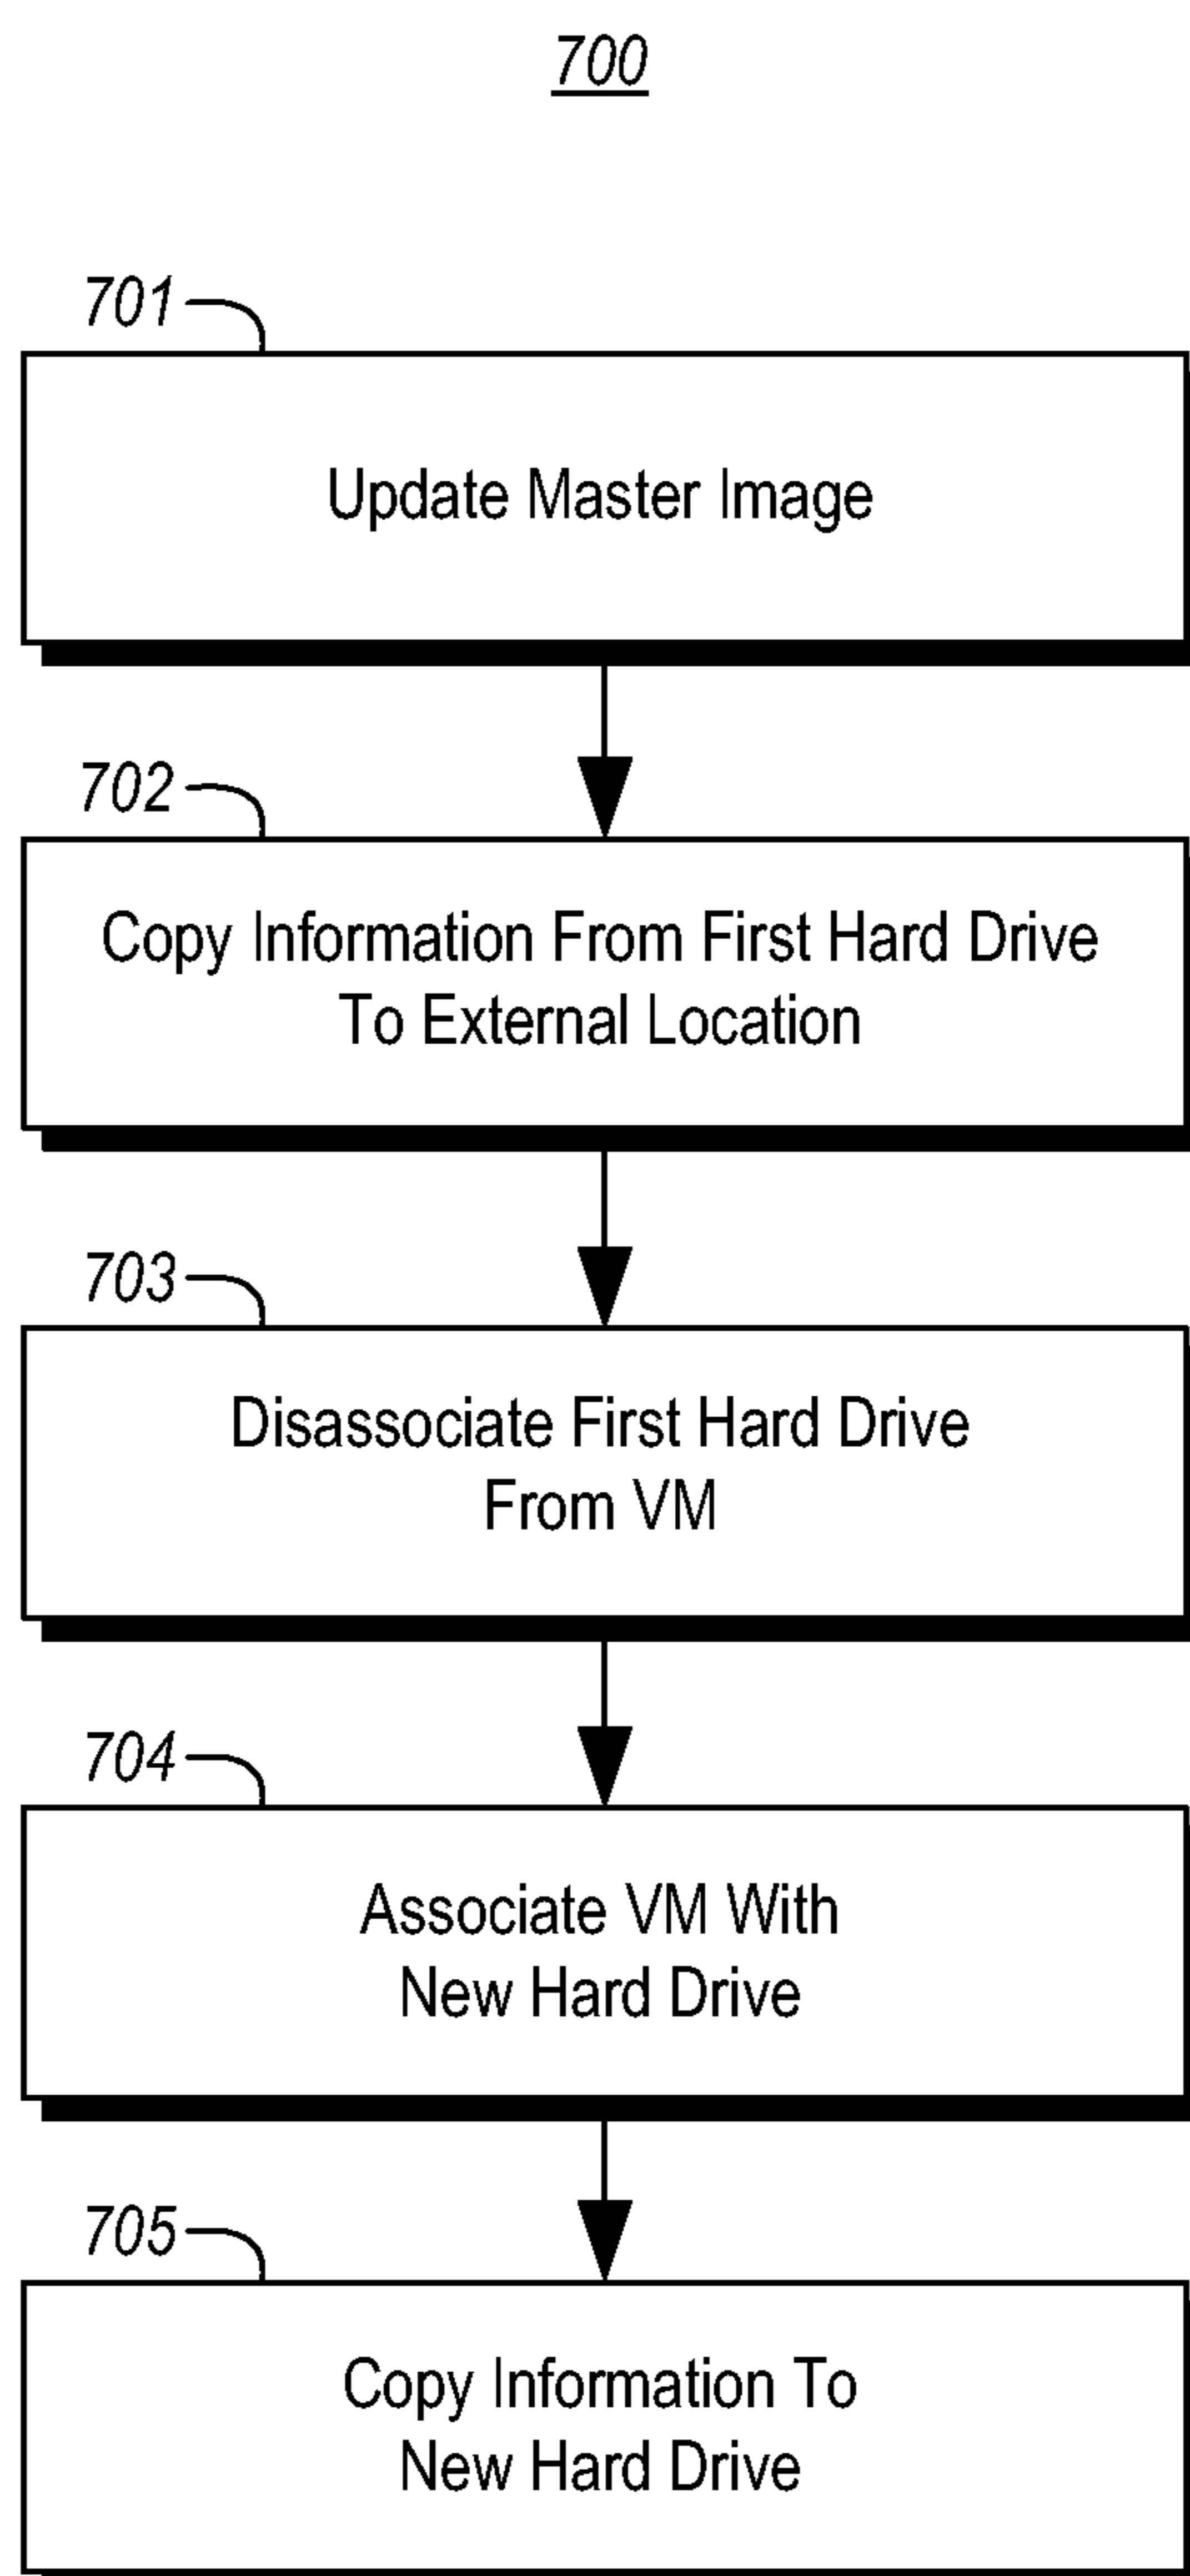 700
701
Update Master Image
702
Copy Information From First Hard Drive
To External Location
703
Disassociate First Hard Drive
From VM
704
Associate VM With
New Hard Drive
705
Copy Information To
New Hard Drive